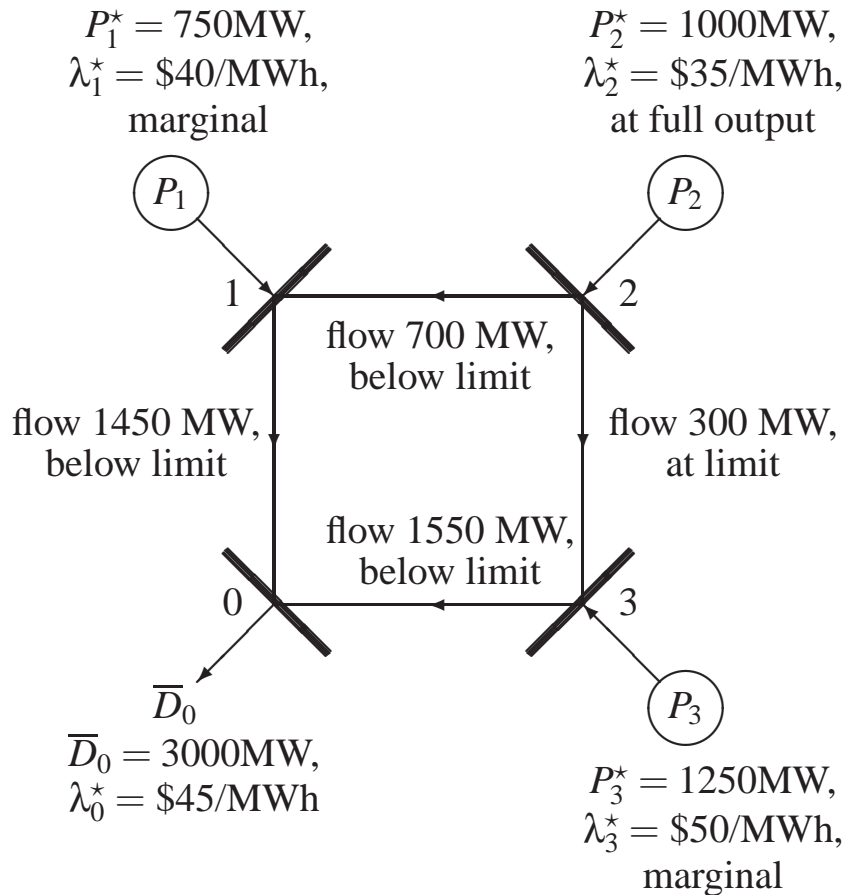 P₁* = 750MW,
λ₁* = $40/MWh,
marginal
P₂* = 1000MW,
λ₂* = $35/MWh,
at full output
P₁
P₂
1
2
flow 700 MW,
below limit
flow 1450 MW,
below limit
flow 300 MW,
at limit
flow 1550 MW,
below limit
0
3
D̅₀
P₃
D̅₀ = 3000MW,
λ₀* = $45/MWh
P₃* = 1250MW,
λ₃* = $50/MWh,
marginal